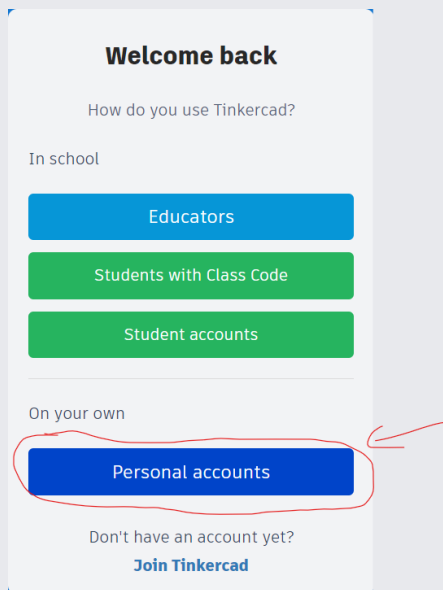 Welcome back
How do you use Tinkercad?
In school
Educators
Students with Class Code
Student accounts
On your own
Personal accounts
Don't have an account yet?
Join Tinkercad